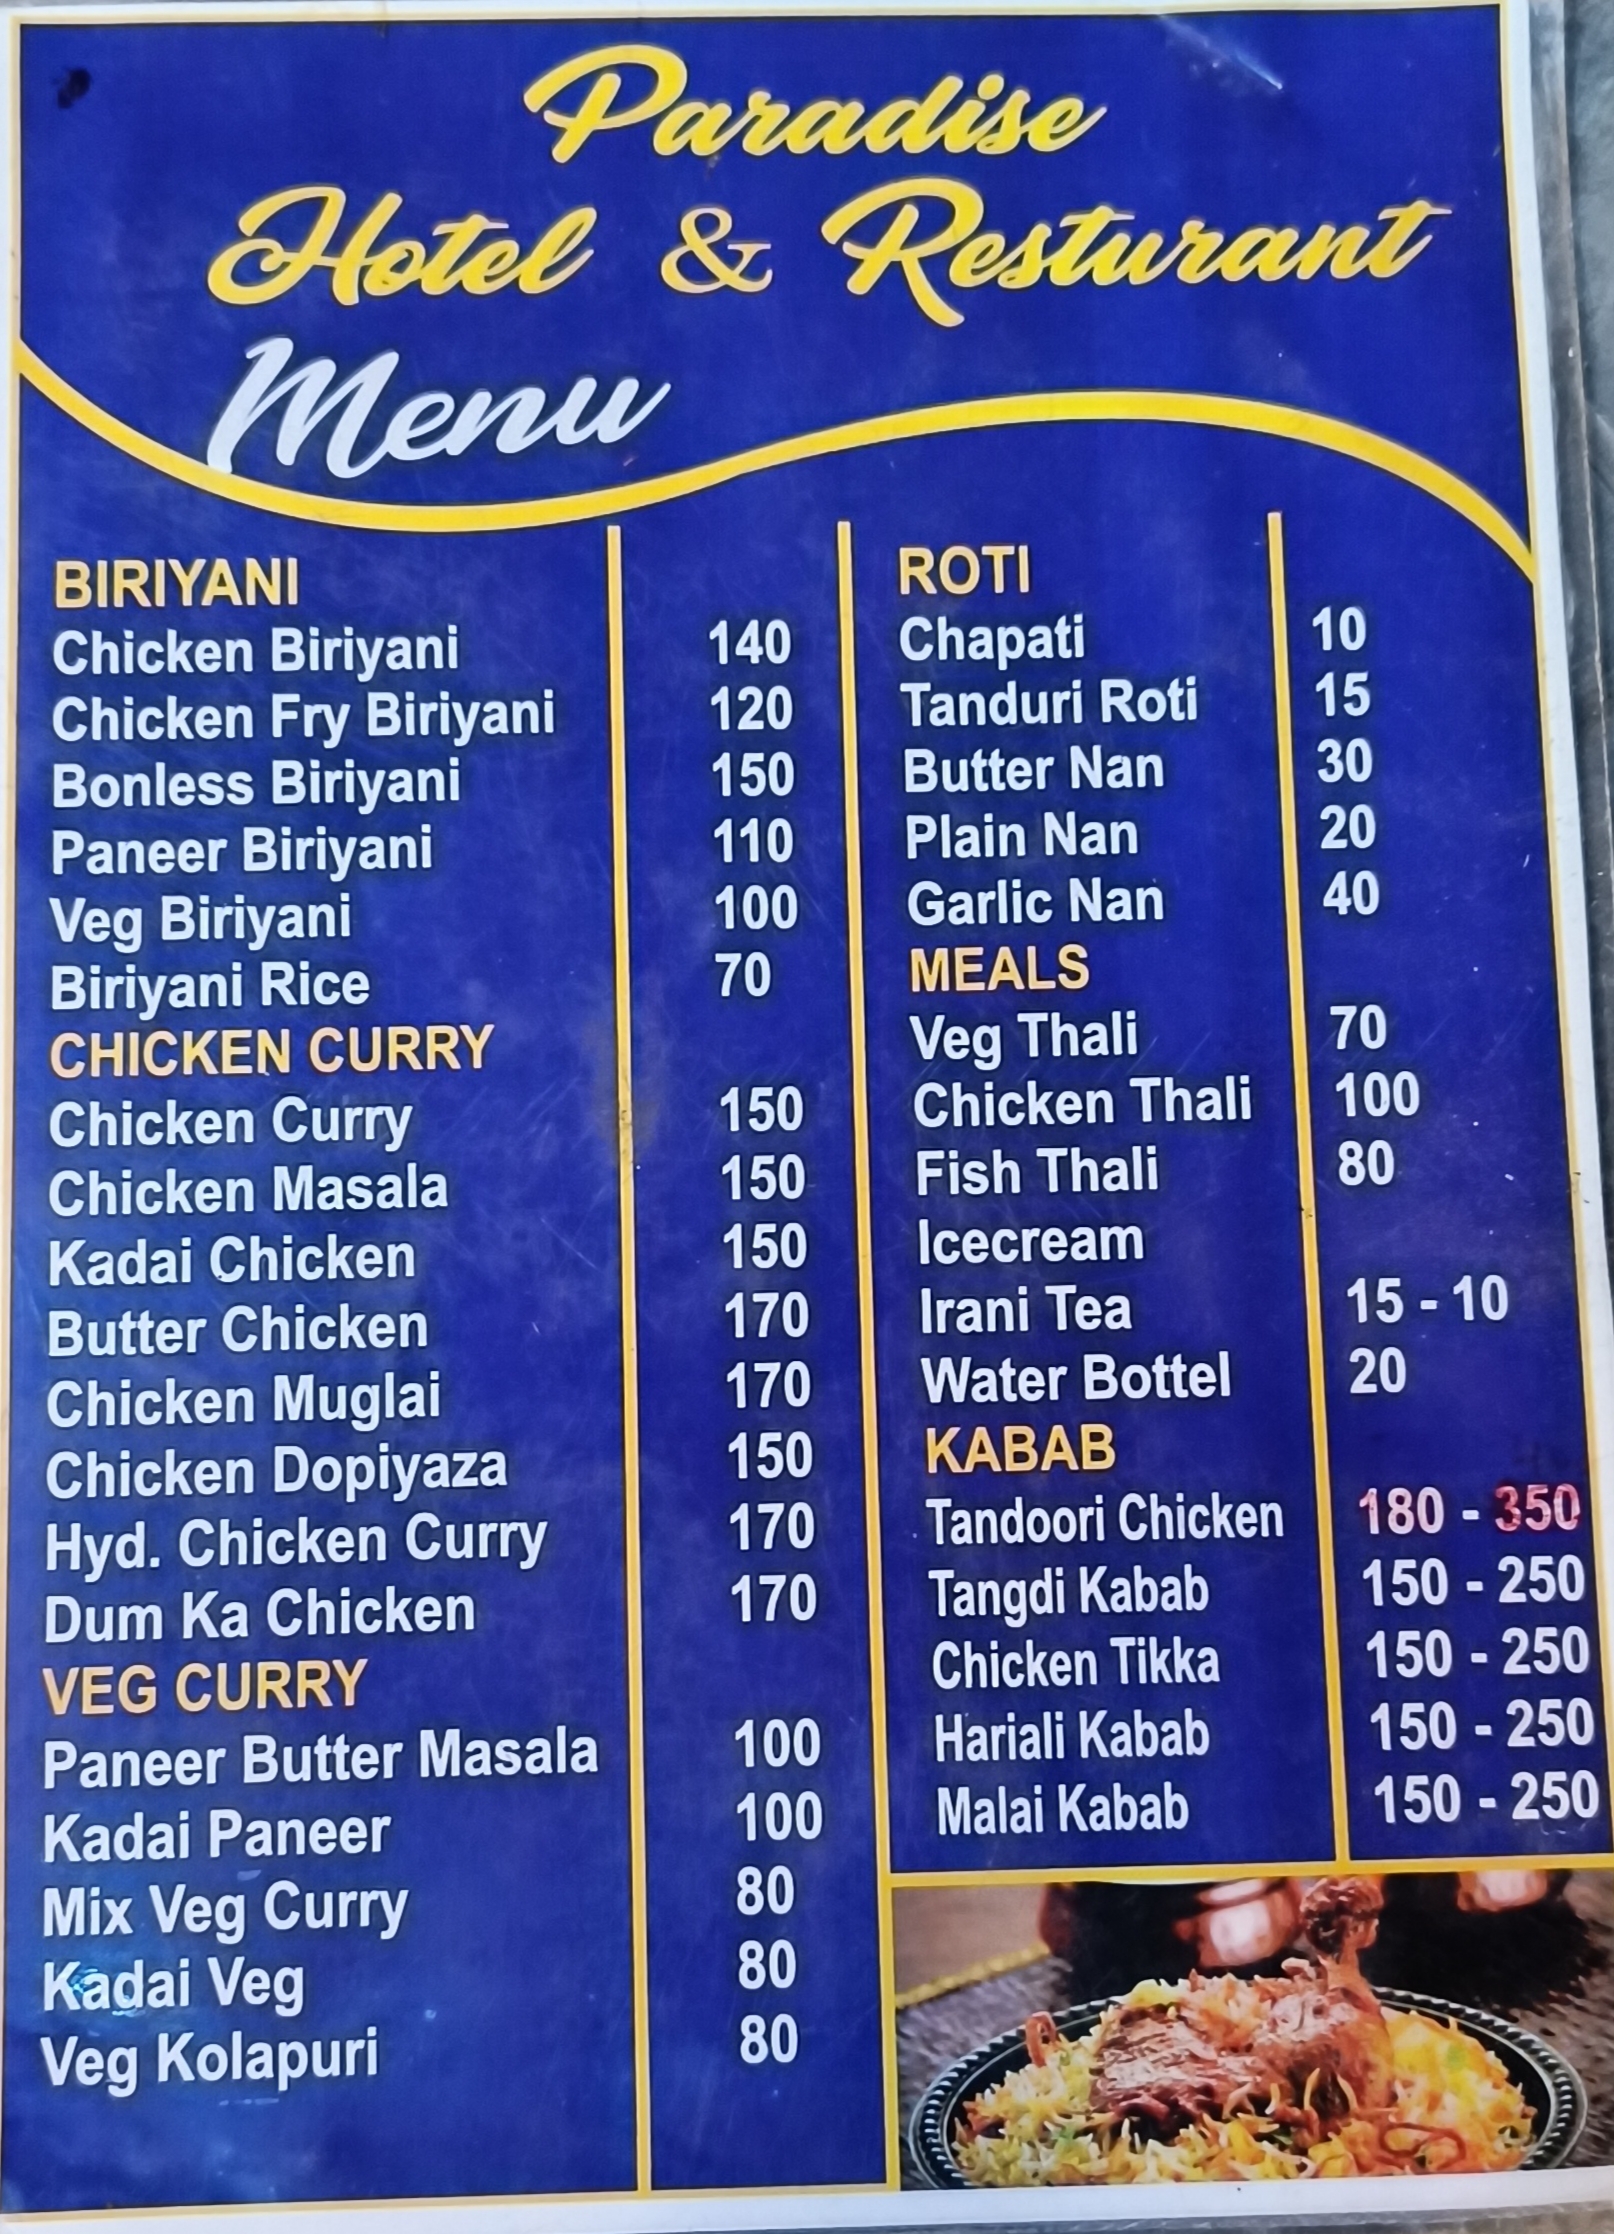 Paradise
Hotel & Resturant
Menu
BIRIYANI
Chicken Biriyani 140
Chicken Fry Biriyani 120
Bonless Biriyani 150
Paneer Biriyani 110
Veg Biriyani 100
Biriyani Rice 70
CHICKEN CURRY
Chicken Curry 150
Chicken Masala 150
Kadai Chicken 150
Butter Chicken 170
Chicken Muglai 170
Chicken Dopiyaza 150
Hyd. Chicken Curry 170
Dum Ka Chicken 170
VEG CURRY
Paneer Butter Masala 100
Kadai Paneer 100
Mix Veg Curry 80
Kadai Veg 80
Veg Kolapuri 80
ROTI
Chapati 10
Tanduri Roti 15
Butter Nan 30
Plain Nan 20
Garlic Nan 40
MEALS
Veg Thali 70
Chicken Thali 100
Fish Thali 80
Icecream
Irani Tea 15 - 10
Water Bottel 20
KABAB
Tandoori Chicken 180 - 350
Tangdi Kabab 150 - 250
Chicken Tikka 150 - 250
Hariali Kabab 150 - 250
Malai Kabab 150 - 250